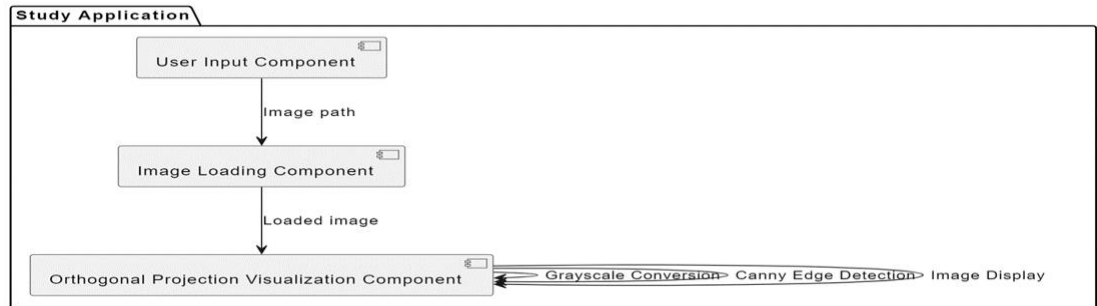 Study Application
User Input Component
Image path
Image Loading Component
Loaded image
Orthogonal Projection Visualization Component
Grayscale Conversion
Canny Edge Detection
Image Display